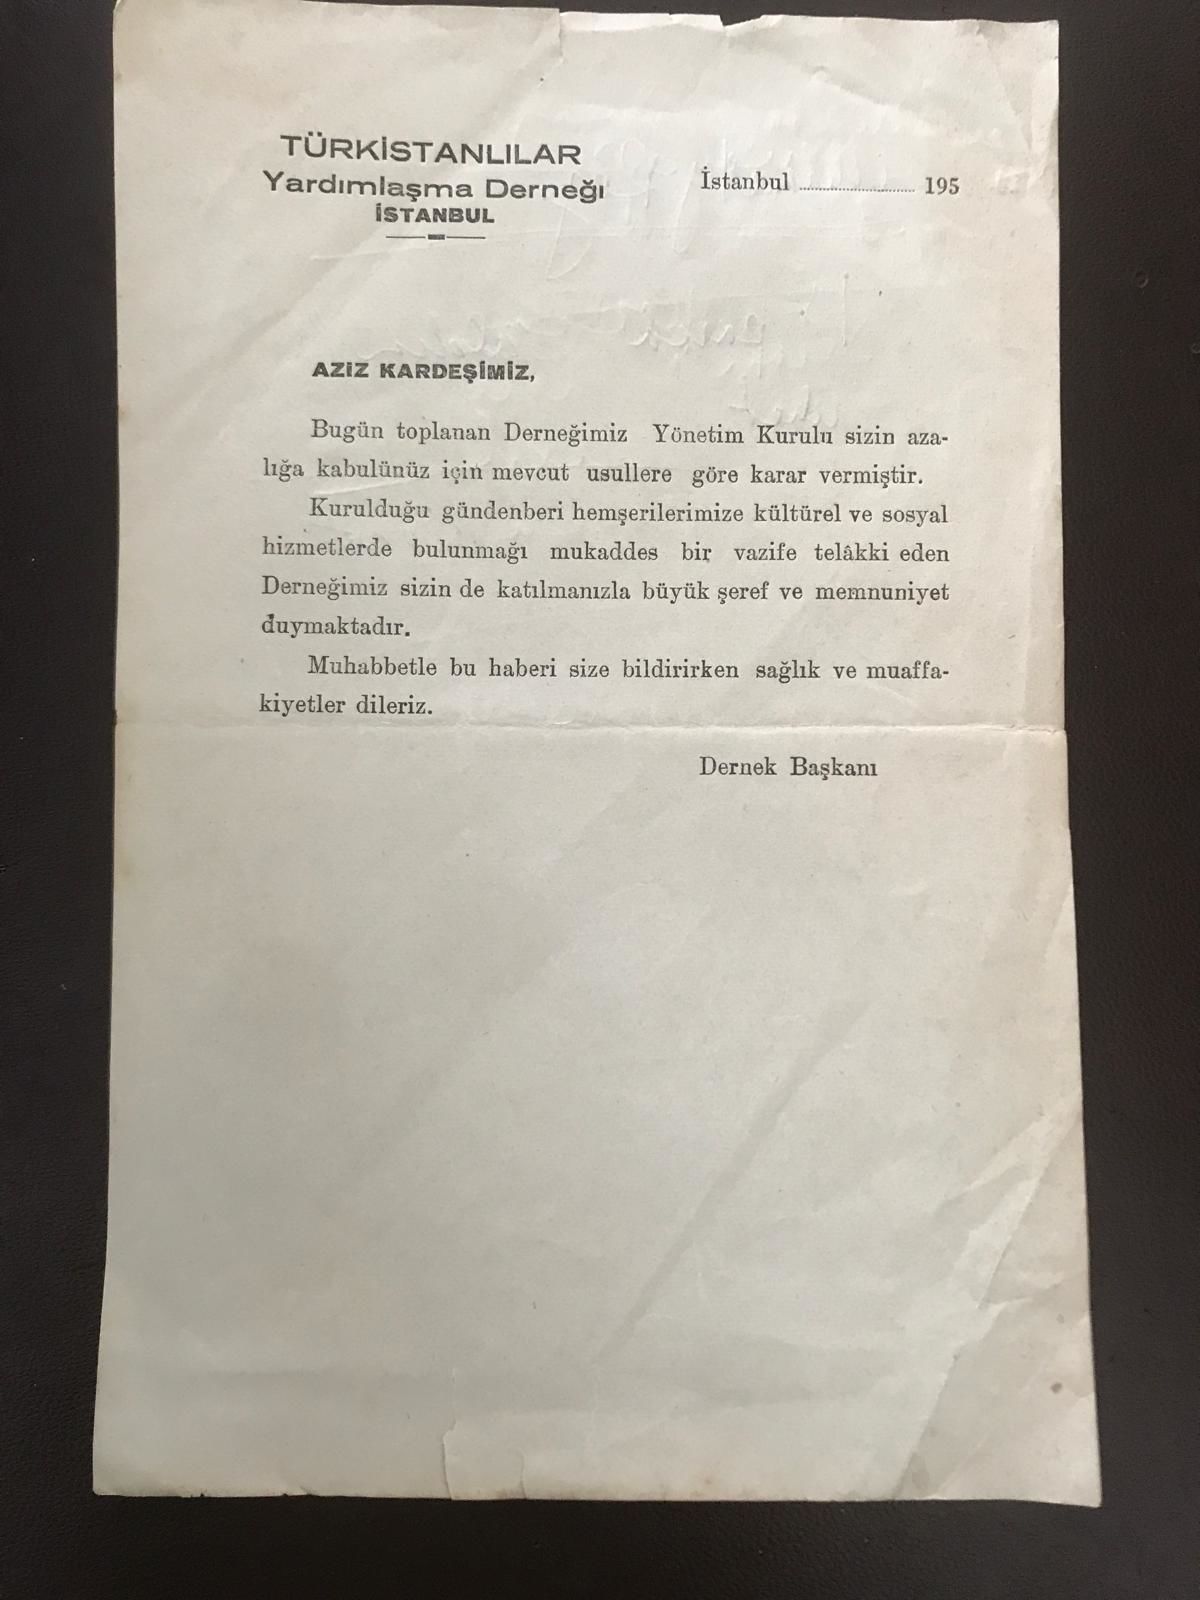 TÜRKİSTANLILAR
Yardımlaşma Derneği
İSTANBUL
İstanbul ............................ 195
AZİZ KARDEŞİMİZ,
Bugün toplanan Derneğimiz Yönetim Kurulu sizin aza-
lığa kabulünüz için mevcut usullere göre karar vermiştir.
Kurulduğu gündenberi hemşerilerimize kültürel ve sosyal
hizmetlerde bulunmağı mukaddes bir vazife telâkki eden
Derneğimiz sizin de katılmanızla büyük şeref ve memnuniyet
duymaktadır.
Muhabbetle bu haberi size bildirirken sağlık ve muaffa-
kiyetler dileriz.
Dernek Başkanı